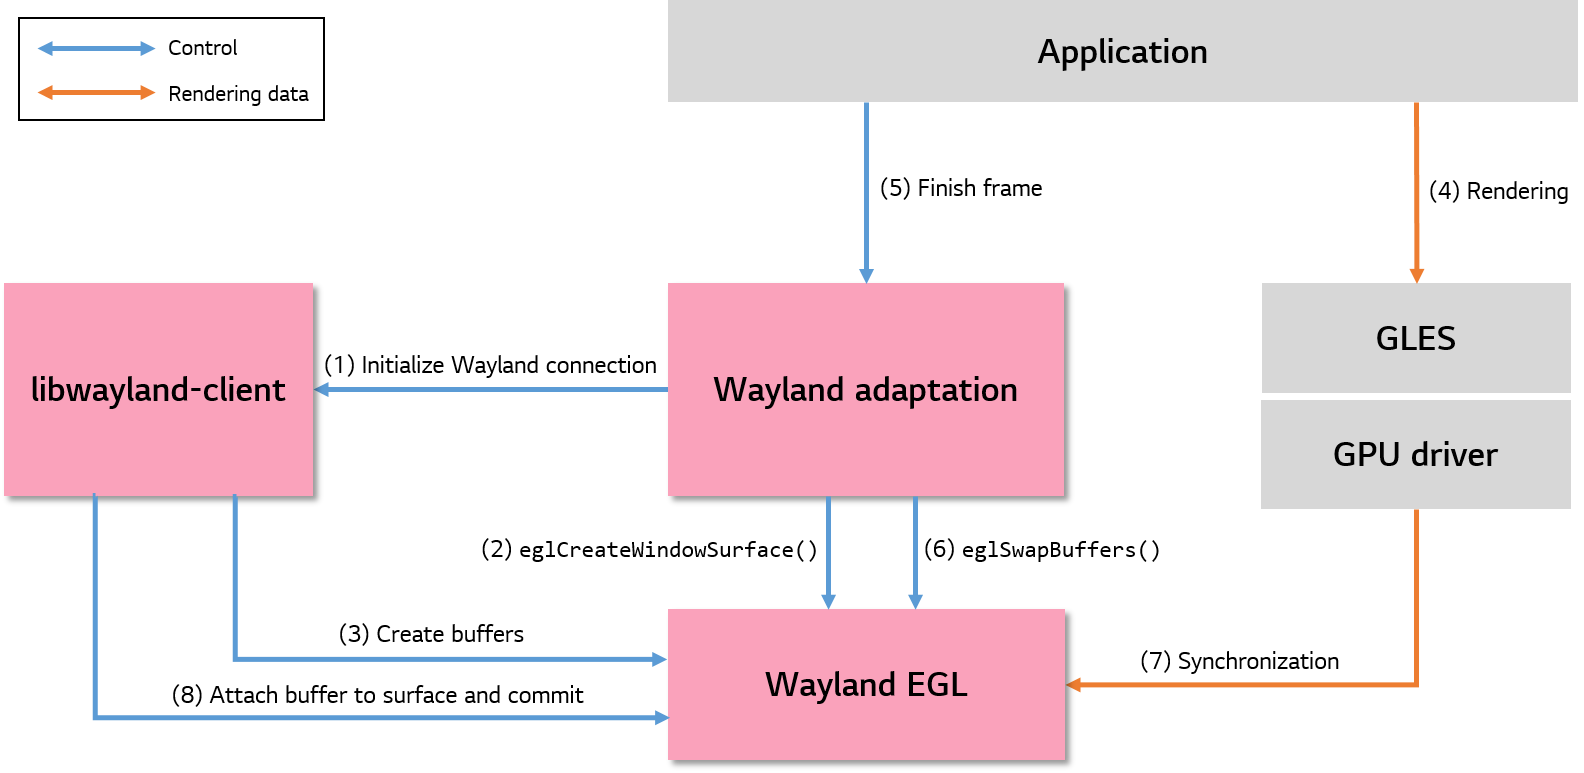 Control
Rendering data
Application
(5) Finish frame
(4) Rendering
libwayland-client
(1) Initialize Wayland connection
Wayland adaptation
GLES
GPU driver
(2) eglCreateWindowSurface()
(6) eglSwapBuffers()
(3) Create buffers
(8) Attach buffer to surface and commit
Wayland EGL
(7) Synchronization